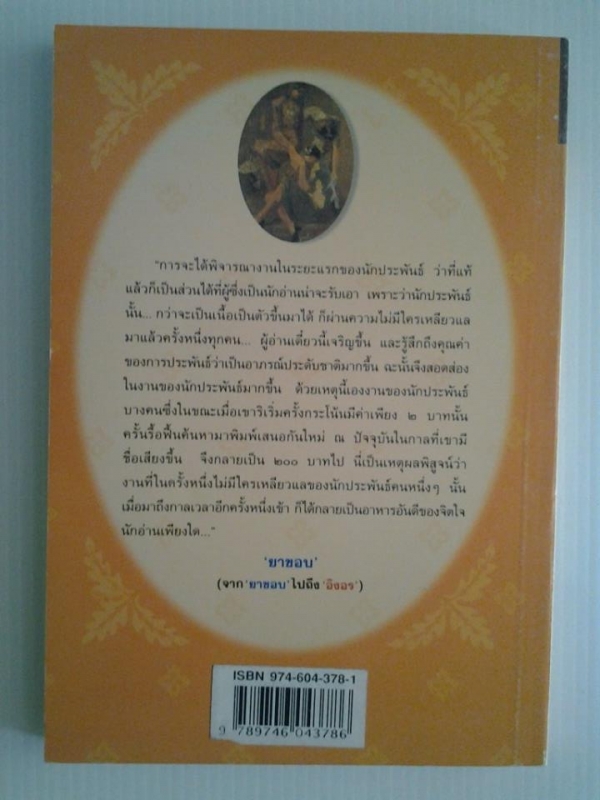 "การจะได้พิจารณางานในระยะแรกของนักประพันธ์ ว่าที่แท้
แล้วก็เป็นส่วนได้ที่ผู้ซึ่งเป็นนักอ่านน่าจะรับเอา เพราะว่านักประพันธ์
นั้น... กว่าจะเป็นเนื้อเป็นตัวขึ้นมาได้ ก็ผ่านความไม่มีใครเหลียวแล
มาแล้วครั้งหนึ่งทุกคน... ผู้อ่านเดี๋ยวนี้เจริญขึ้น และรู้สึกถึงคุณค่า
ของการประพันธ์ว่าเป็นอาภรณ์ประดับชาติมากขึ้น ฉะนั้นจึงสอดส่อง
ในงานของนักประพันธ์มากขึ้น ด้วยเหตุนี้เองงานของนักประพันธ์
บางคนซึ่งในขณะเมื่อเขาริเริ่มครั้งกระโน้นมีค่าเพียง ๒ บาทนั้น
ครั้นรื้อฟื้นค้นหามาพิมพ์เสนอกันใหม่ ณ ปัจจุบันในกาลที่เขามี
ชื่อเสียงขึ้น จึงกลายเป็น ๒๐๐ บาทไป นี่เป็นเหตุผลพิสูจน์ว่า
งานที่ในครั้งหนึ่งไม่มีใครเหลียวแลของนักประพันธ์คนหนึ่งๆ นั้น
เมื่อมาถึงกาลเวลาอีกครั้งหนึ่งเข้า ก็ได้กลายเป็นอาหารอันดีของจิตใจ
นักอ่านเพียงใด..."
'ยาขอบ'
(จาก 'ยาขอบ' ไปถึง 'อิงอร')
ISBN 974-604-378-1
9 789746 043786